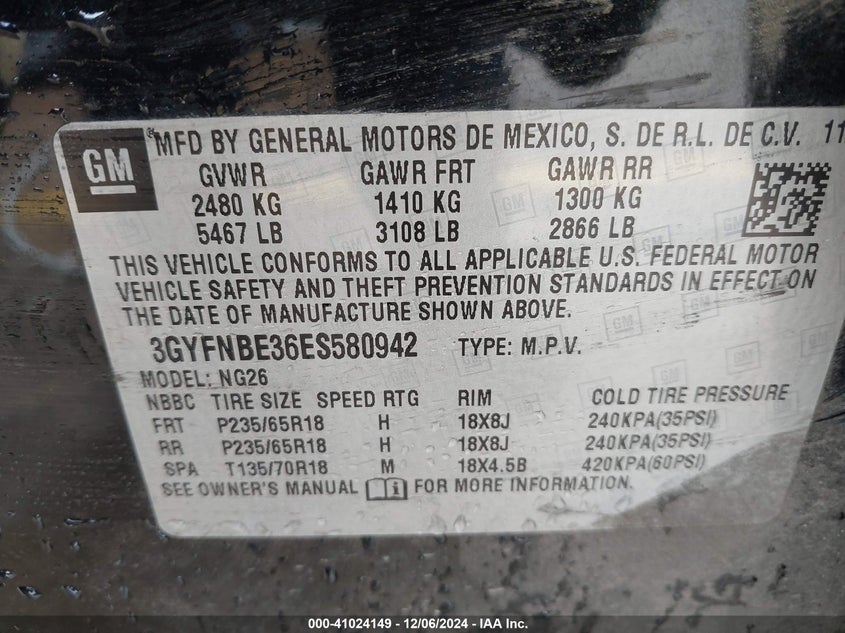 GM
MFD BY GENERAL MOTORS DE MEXICO, S. DE R.L. DE C.V. 11
GVWR GAWR FRT GAWR RR
2480 KG 1410 KG 1300 KG
5467 LB 3108 LB 2866 LB
THIS VEHICLE CONFORMS TO ALL APPLICABLE U.S. FEDERAL MOTOR
VEHICLE SAFETY AND THEFT PREVENTION STANDARDS IN EFFECT ON
THE DATE OF MANUFACTURE SHOWN ABOVE.
3GYFNBE36ES580942 TYPE: M.P.V.
MODEL: NG26
NBBC TIRE SIZE SPEED RTG RIM COLD TIRE PRESSURE
FRT P235/65R18 H 18X8J 240KPA(35PSI)
RR P235/65R18 H 18X8J 240KPA(35PSI)
SPA T135/70R18 M 18X4.5B 420KPA(60PSI)
SEE OWNER'S MANUAL i FOR MORE INFORMATION.
000-41024149 - 12/06/2024 - IAA Inc.